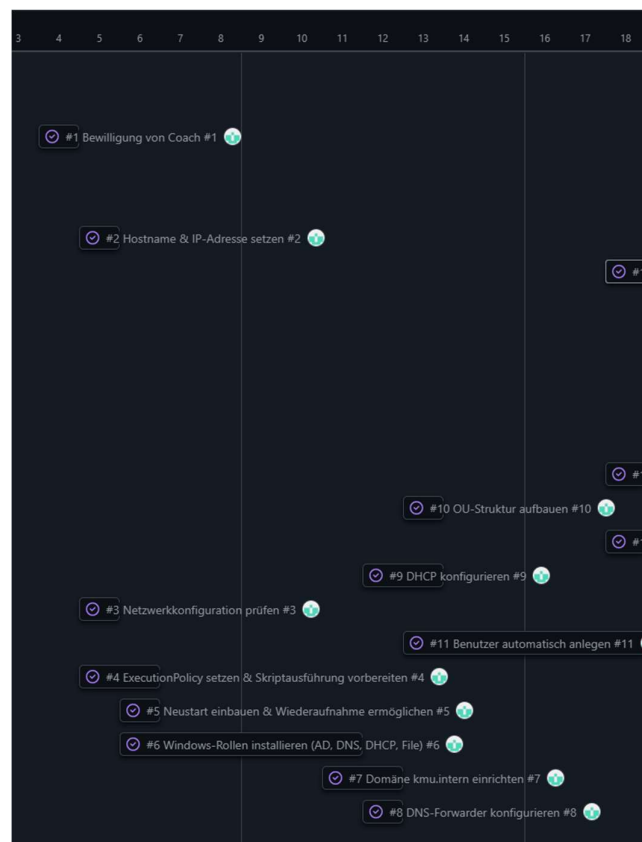 3 4 5 6 7 8 9 10 11 12 13 14 15 16 17 18
#1 Bewilligung von Coach #1
#2 Hostname & IP-Adresse setzen #2
#1
#1
#10 OU-Struktur aufbauen #10
#1
#9 DHCP konfigurieren #9
#3 Netzwerkkonfiguration prüfen #3
#11 Benutzer automatisch anlegen #11
#4 ExecutionPolicy setzen & Skriptausführung vorbereiten #4
#5 Neustart einbauen & Wiederaufnahme ermöglichen #5
#6 Windows-Rollen installieren (AD, DNS, DHCP, File) #6
#7 Domäne kmu.intern einrichten #7
#8 DNS-Forwarder konfigurieren #8